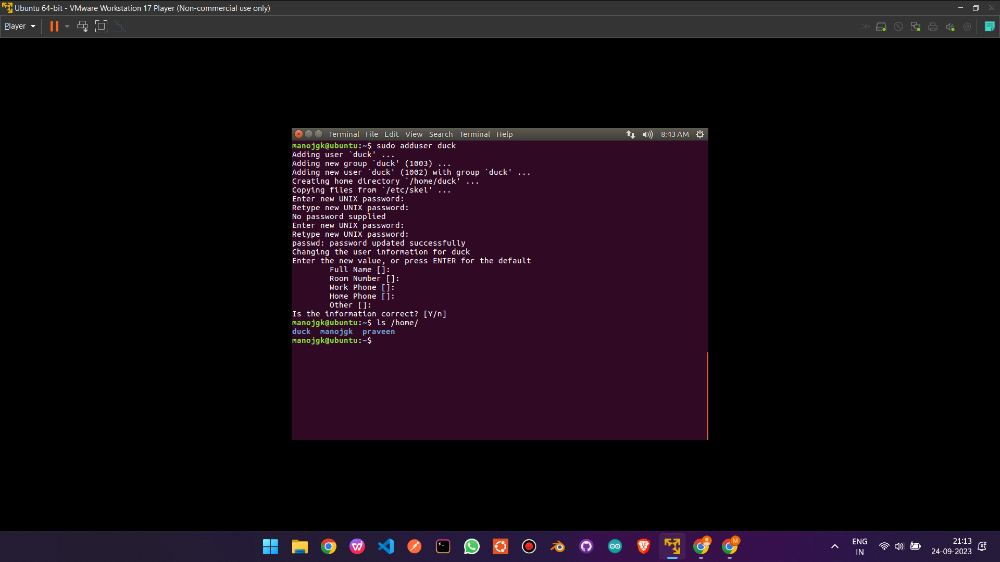 Ubuntu 64-bit - VMware Workstation 17 Player (Non-commercial use only)
Player
Terminal File Edit View Search Terminal Help 8:43 AM
manojgk@ubuntu:~$ sudo adduser duck
Adding user `duck' ...
Adding new group `duck' (1003) ...
Adding new user `duck' (1002) with group `duck' ...
Creating home directory `/home/duck' ...
Copying files from `/etc/skel' ...
Enter new UNIX password:
Retype new UNIX password:
No password supplied
Enter new UNIX password:
Retype new UNIX password:
passwd: password updated successfully
Changing the user information for duck
Enter the new value, or press ENTER for the default
        Full Name []:
        Room Number []:
        Work Phone []:
        Home Phone []:
        Other []:
Is the information correct? [Y/n]
manojgk@ubuntu:~$ ls /home/
duck  manojgk  praveen
manojgk@ubuntu:~$
ENG
IN
21:13
24-09-2023
M